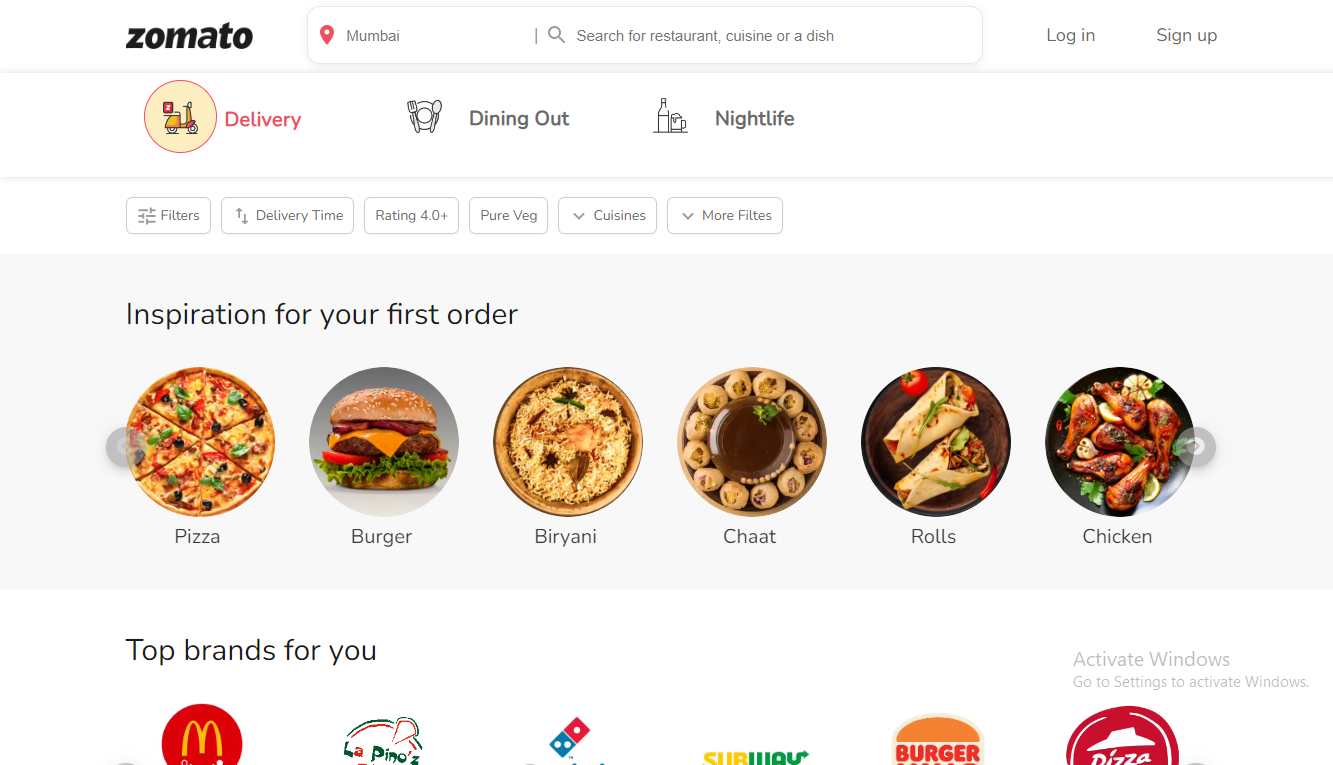 zomato
Mumbai | Search for restaurant, cuisine or a dish
Log in
Sign up
Delivery
Dining Out
Nightlife
Filters
Delivery Time
Rating 4.0+
Pure Veg
Cuisines
More Filtes
Inspiration for your first order
Pizza
Burger
Biryani
Chaat
Rolls
Chicken
Top brands for you
Activate Windows
Go to Settings to activate Windows.
La Pino'z
SUBWAY
BURGER
Pizza